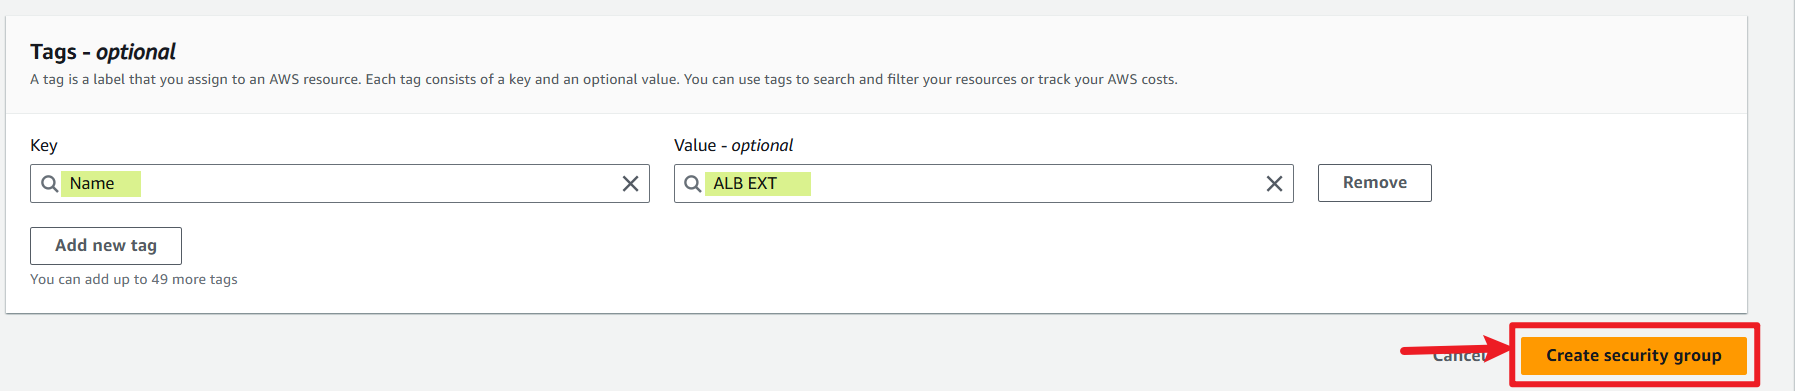 Tags - optional
A tag is a label that you assign to an AWS resource. Each tag consists of a key and an optional value. You can use tags to search and filter your resources or track your AWS costs.
Key
Value - optional
Name
ALB EXT
Remove
Add new tag
You can add up to 49 more tags
Cancel
Create security group